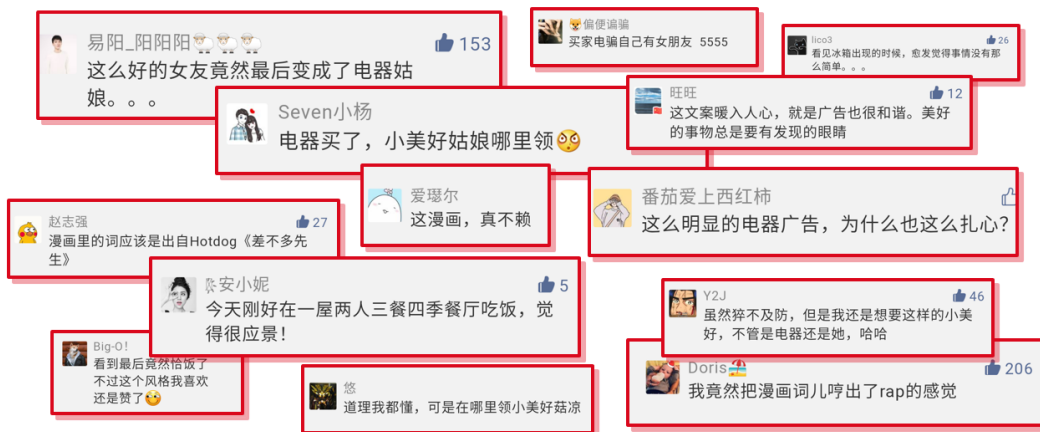 易阳_阳阳阳🐑🐑🐑
153
这么好的女友竟然最后变成了电器姑
娘。。。
🐯偏便谝骗
买家电骗自己有女朋友 5555
lico3
26
看见冰箱出现的时候，愈发觉得事情没有那
么简单。。。
Seven小杨
电器买了，小美好姑娘哪里领
旺旺
12
这文案暖入人心，就是广告也很和谐。美好
的事物总是要有发现的眼睛
爱璟尔
这漫画，真不赖
番茄爱上西红柿
这么明显的电器广告，为什么也这么扎心？
赵志强
27
漫画里的词应该是出自Hotdog《差不多先
生》
安小妮
5
今天刚好在一屋两人三餐四季餐厅吃饭，觉
得很应景！
Y2J
46
虽然猝不及防，但是我还是想要这样的小美
好，不管是电器还是她，哈哈
Big-O!
看到最后竟然恰饭了
不过这个风格我喜欢
还是赞了
悠
道理我都懂，可是在哪里领小美好菇凉
Doris🏖
206
我竟然把漫画词儿哼出了rap的感觉